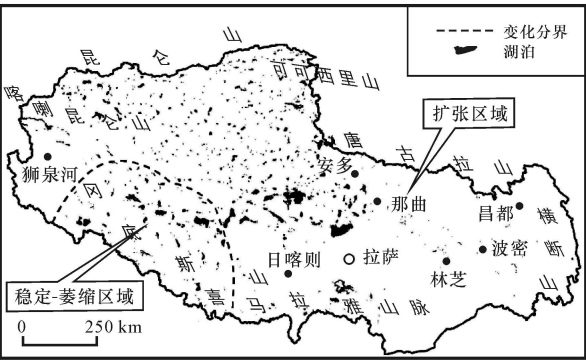 变化分界
湖泊
昆仑山
可可西里山
喀喇昆仑山
唐古拉山
扩张区域
安多
狮泉河
那曲
昌都
横断山
冈底斯山
波密
日喀则
拉萨
林芝
喜马拉雅山脉
稳定-萎缩区域
0 250 km